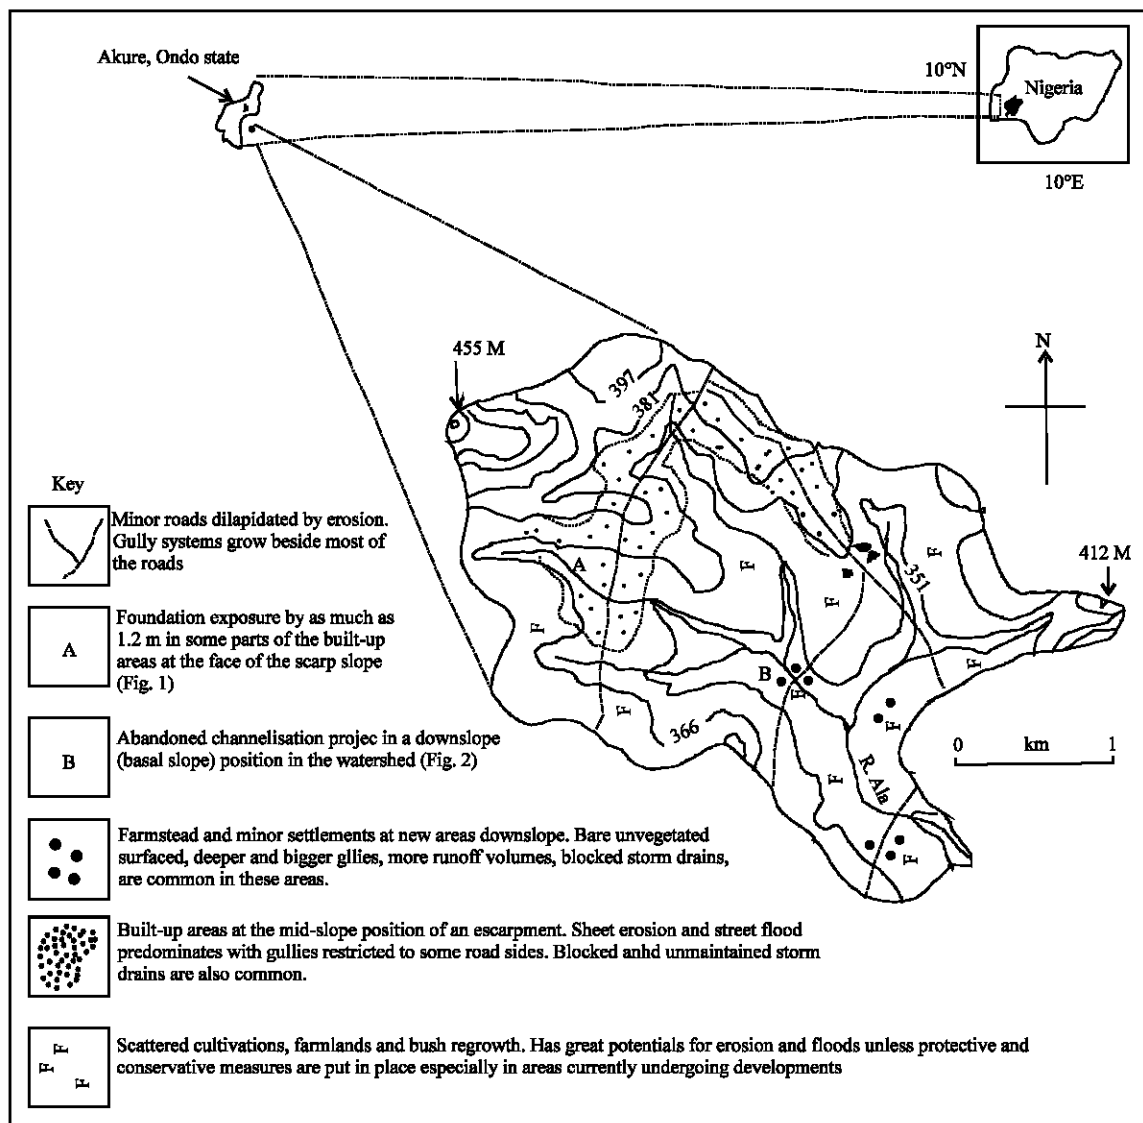 Akure, Ondo state
10°N
Nigeria
10°E
N
455 M
397
381
412 M
351
A
B
366
R. Ala
F
F
F
F
F
F
F
F
F
0 km 1
Key
Minor roads dilapidated by erosion.
Gully systems grow beside most of
the roads
A
Foundation exposure by as much as
1.2 m in some parts of the built-up
areas at the face of the scarp slope
(Fig. 1)
B
Abandoned channelisation projec in a downslope
(basal slope) position in the watershed (Fig. 2)
Farmstead and minor settlements at new areas downslope. Bare unvegetated
surfaced, deeper and bigger gllies, more runoff volumes, blocked storm drains,
are common in these areas.
Built-up areas at the mid-slope position of an escarpment. Sheet erosion and street flood
predominates with gullies restricted to some road sides. Blocked anhd unmaintained storm
drains are also common.
F
F
F
Scattered cultivations, farmlands and bush regrowth. Has great potentials for erosion and floods unless protective and
conservative measures are put in place especially in areas currently undergoing developments